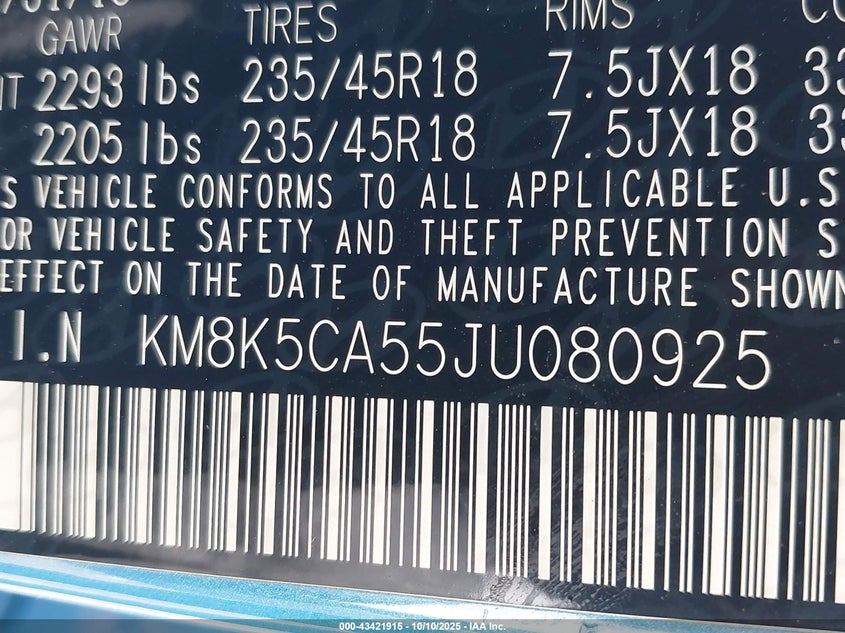 GAWR TIRES RIMS
2293 lbs 235/45R18 7.5JX18
2205 lbs 235/45R18 7.5JX18
S VEHICLE CONFORMS TO ALL APPLICABLE U.S
OR VEHICLE SAFETY AND THEFT PREVENTION S
EFFECT ON THE DATE OF MANUFACTURE SHOWN
I.N KM8K5CA55JU080925
000-43421915 - 10/10/2025 - IAA Inc.